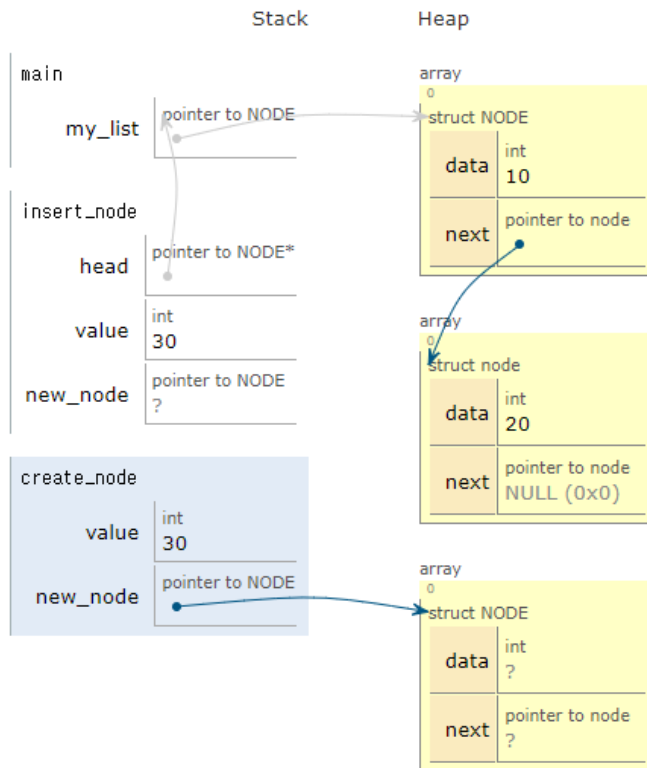 Stack
Heap
main
my_list
pointer to NODE
insert_node
head
pointer to NODE*
value
int
30
new_node
pointer to NODE
?
create_node
value
int
30
new_node
pointer to NODE
array
0
struct NODE
data
int
10
next
pointer to node
array
0
struct node
data
int
20
next
pointer to node
NULL (0x0)
array
0
struct NODE
data
int
?
next
pointer to node
?